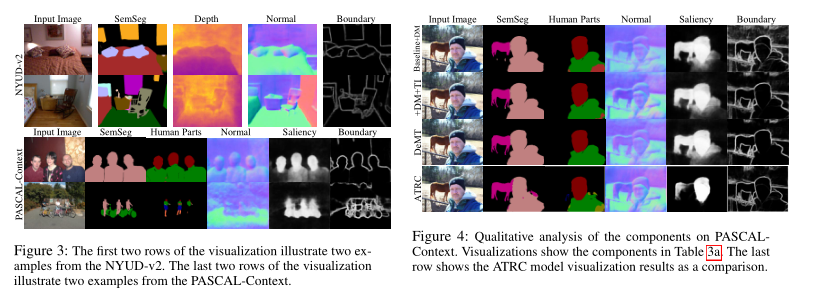 Input Image SemSeg Depth Normal Boundary
NYUD-v2
Input Image SemSeg Human Parts Normal Saliency Boundary
PASCAL-Context
Figure 3: The first two rows of the visualization illustrate two ex-
amples from the NYUD-v2. The last two rows of the visualization
illustrate two examples from the PASCAL-Context.
Input Image SemSeg Human Parts Normal Saliency Boundary
Baseline+DM
+DM+TI
DeMT
ATRC
Figure 4: Qualitative analysis of the components on PASCAL-
Context. Visualizations show the components in Table 3a. The last
row shows the ATRC model visualization results as a comparison.